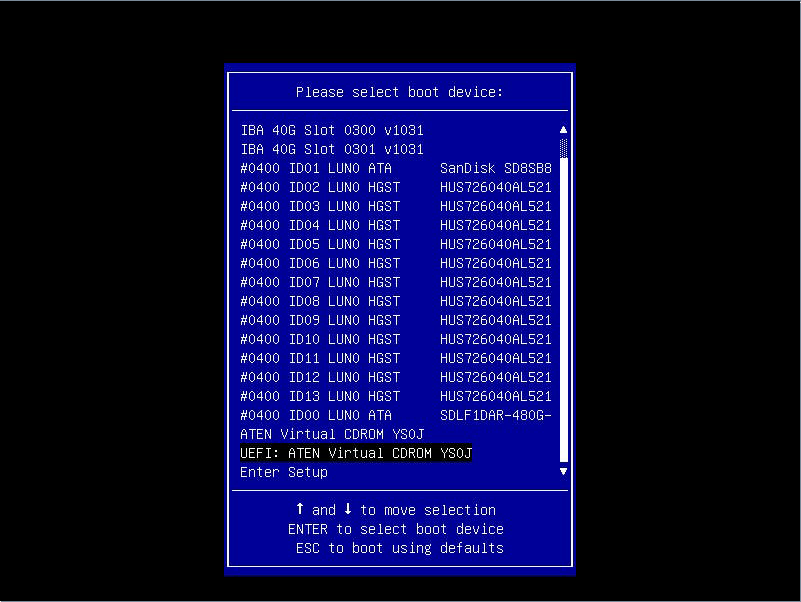 Please select boot device:
IBA 40G Slot 0300 v1031
IBA 40G Slot 0301 v1031
#0400 ID01 LUN0 ATA SanDisk SD8SB8
#0400 ID02 LUN0 HGST HUS726040AL521
#0400 ID03 LUN0 HGST HUS726040AL521
#0400 ID04 LUN0 HGST HUS726040AL521
#0400 ID05 LUN0 HGST HUS726040AL521
#0400 ID06 LUN0 HGST HUS726040AL521
#0400 ID07 LUN0 HGST HUS726040AL521
#0400 ID08 LUN0 HGST HUS726040AL521
#0400 ID09 LUN0 HGST HUS726040AL521
#0400 ID10 LUN0 HGST HUS726040AL521
#0400 ID11 LUN0 HGST HUS726040AL521
#0400 ID12 LUN0 HGST HUS726040AL521
#0400 ID13 LUN0 HGST HUS726040AL521
#0400 ID00 LUN0 ATA SDLF1DAR-480G-
ATEN Virtual CDROM YS0J
UEFI: ATEN Virtual CDROM YS0J
Enter Setup
↑ and ↓ to move selection
ENTER to select boot device
ESC to boot using defaults